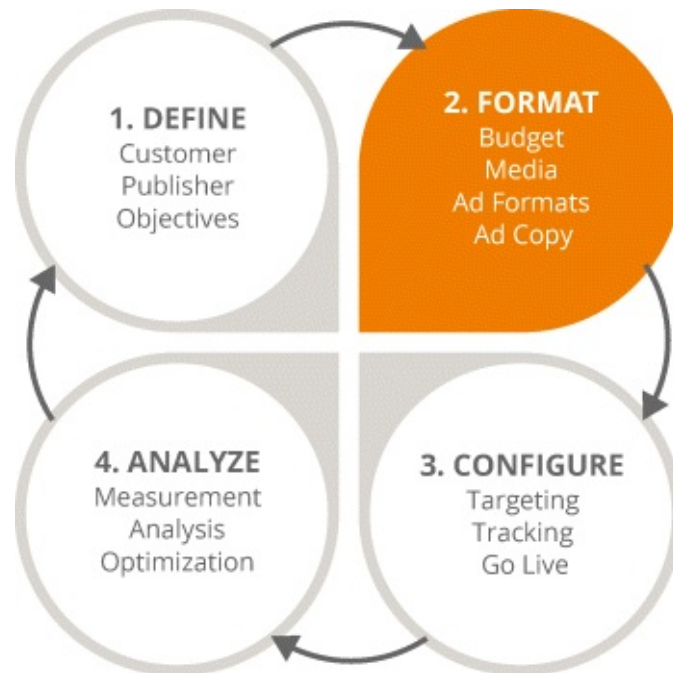 1. DEFINE
Customer
Publisher
Objectives
2. FORMAT
Budget
Media
Ad Formats
Ad Copy
3. CONFIGURE
Targeting
Tracking
Go Live
4. ANALYZE
Measurement
Analysis
Optimization